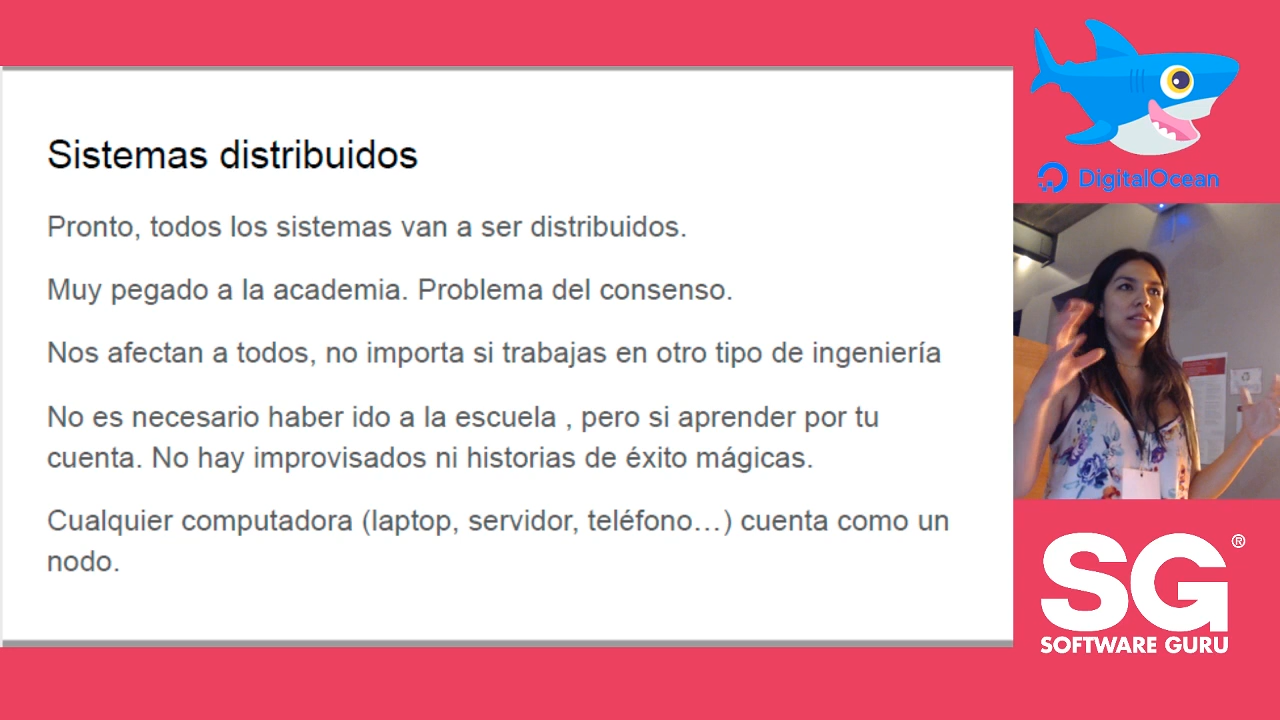 Sistemas distribuidos
Pronto, todos los sistemas van a ser distribuidos.
Muy pegado a la academia. Problema del consenso.
Nos afectan a todos, no importa si trabajas en otro tipo de ingeniería
No es necesario haber ido a la escuela , pero si aprender por tu
cuenta. No hay improvisados ni historias de éxito mágicas.
Cualquier computadora (laptop, servidor, teléfono…) cuenta como un
nodo.
DigitalOcean
SG®
SOFTWARE GURU